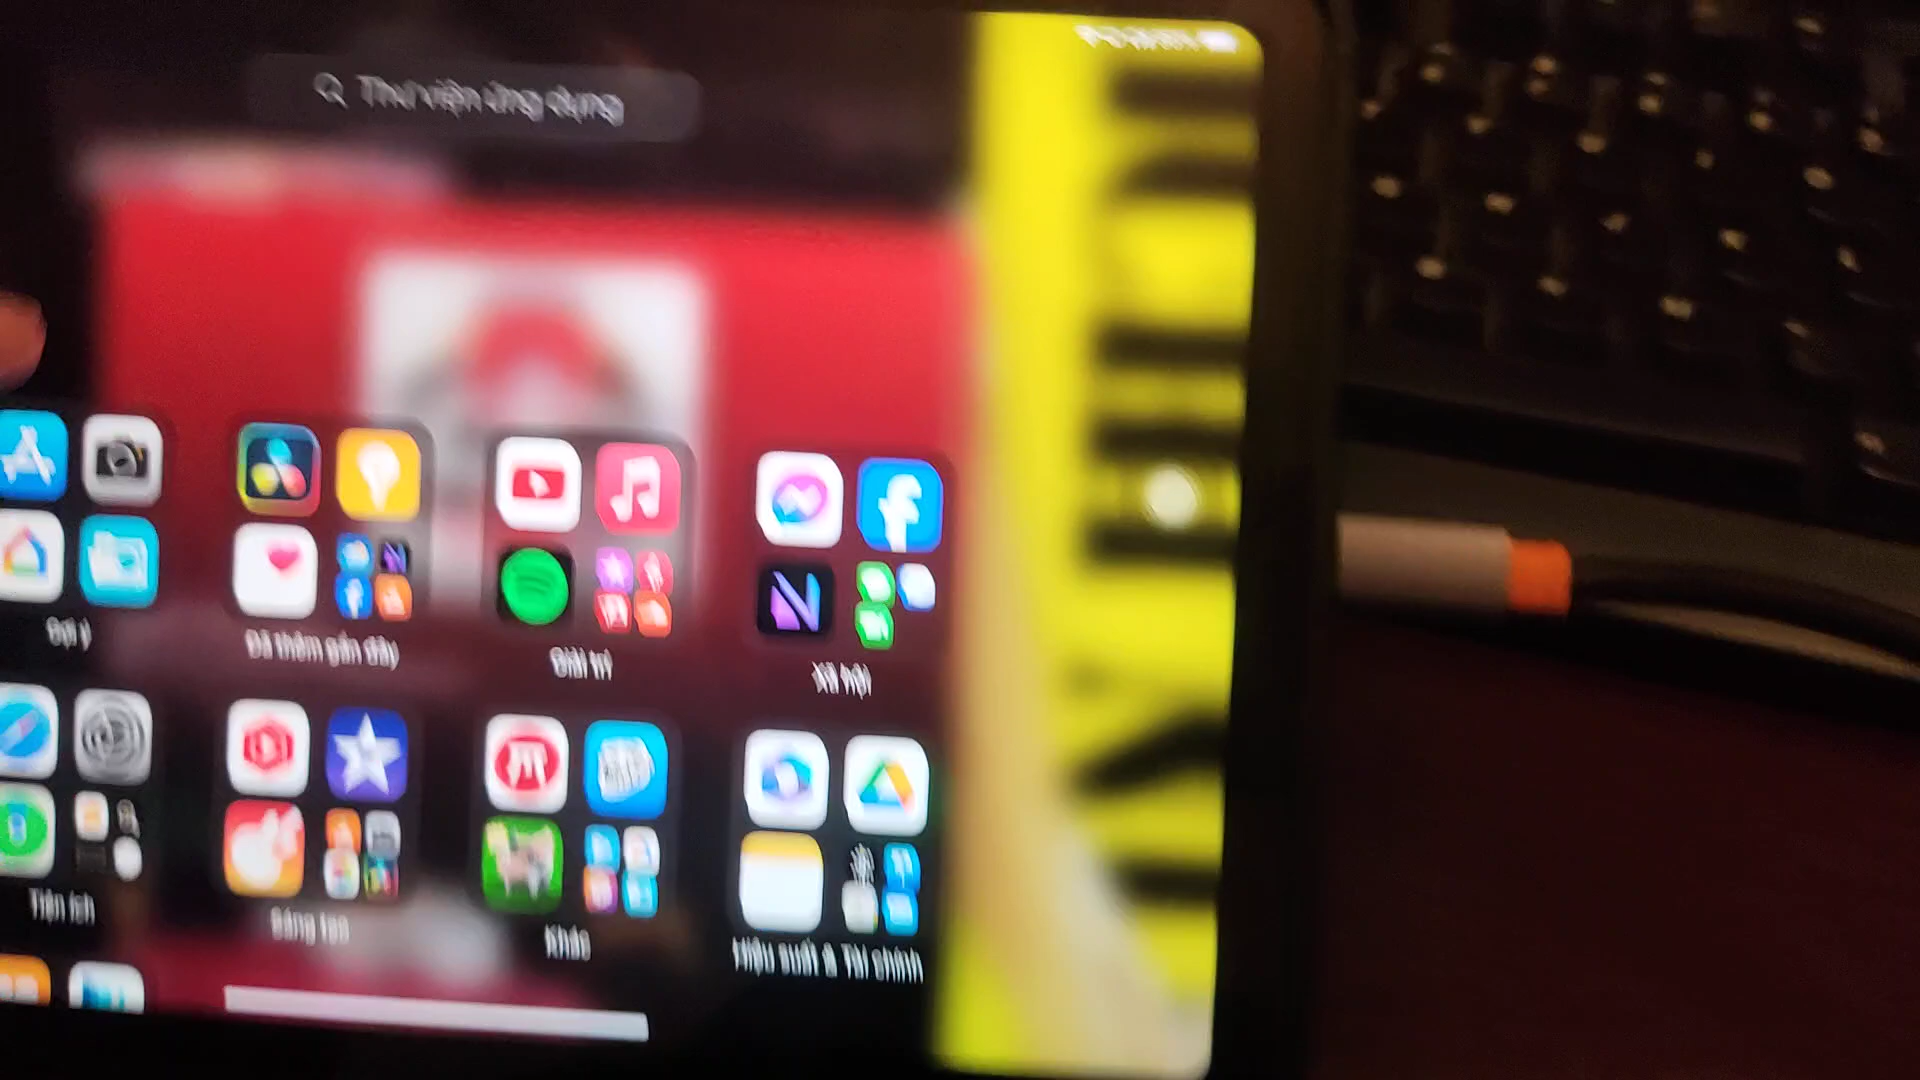 Thư viện ứng dụng
Gợi ý
Đã thêm gần đây
Giải trí
Xã hội
Tiện ích
Sáng tạo
Khác
Hiệu suất & Tài chính